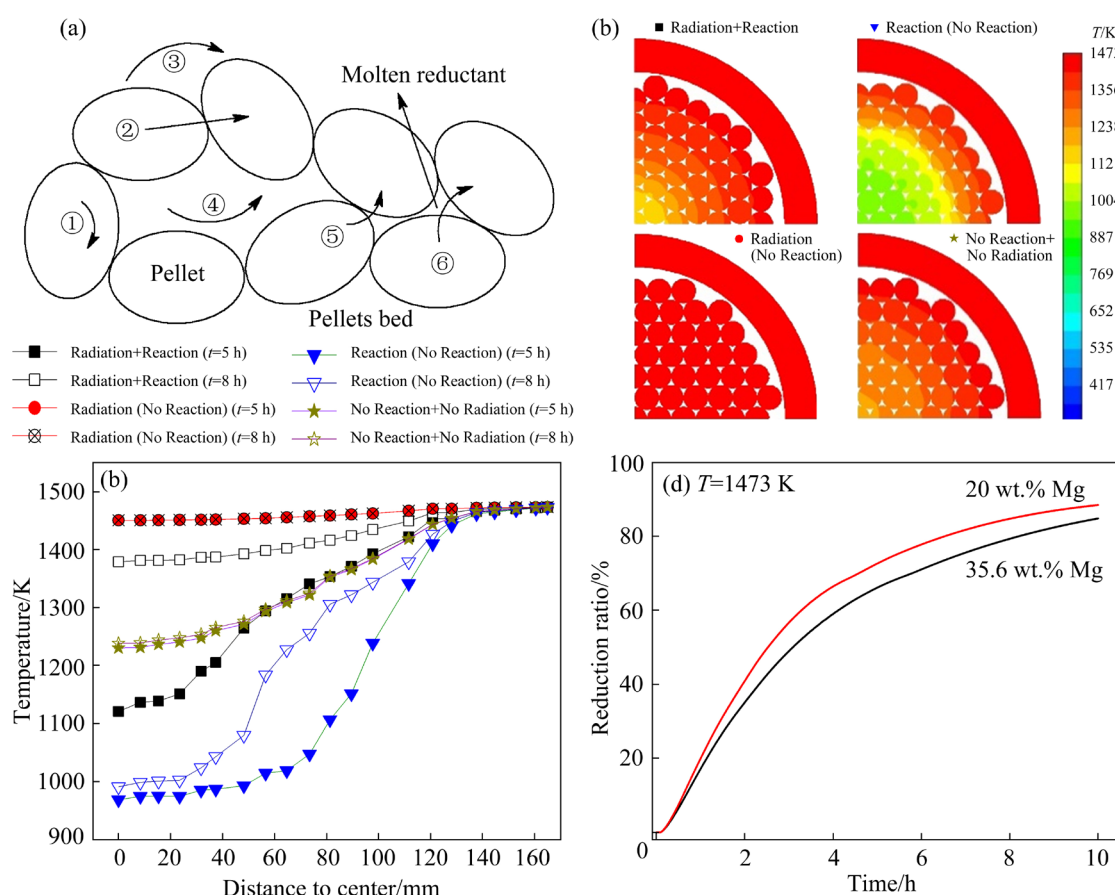 (a)
③
②
Molten reductant
①
④
⑤
⑥
Pellet
Pellets bed
(b)
Radiation+Reaction
Reaction (No Reaction)
T/K
1472
1356
1238
1004
887
769
652
535
417
Radiation
(No Reaction)
No Reaction+
No Radiation
Radiation+Reaction (t=5 h)
Reaction (No Reaction) (t=5 h)
Radiation+Reaction (t=8 h)
Reaction (No Reaction) (t=8 h)
Radiation (No Reaction) (t=5 h)
No Reaction+No Radiation (t=5 h)
Radiation (No Reaction) (t=8 h)
No Reaction+No Radiation (t=8 h)
(b)
Temperature/K
1500
1400
1300
1200
1100
1000
900
0 20 40 60 80 100 120 140 160
Distance to center/mm
(d) T=1473 K
20 wt.% Mg
35.6 wt.% Mg
Reduction ratio/%
100
80
60
40
20
0 2 4 6 8 10
Time/h